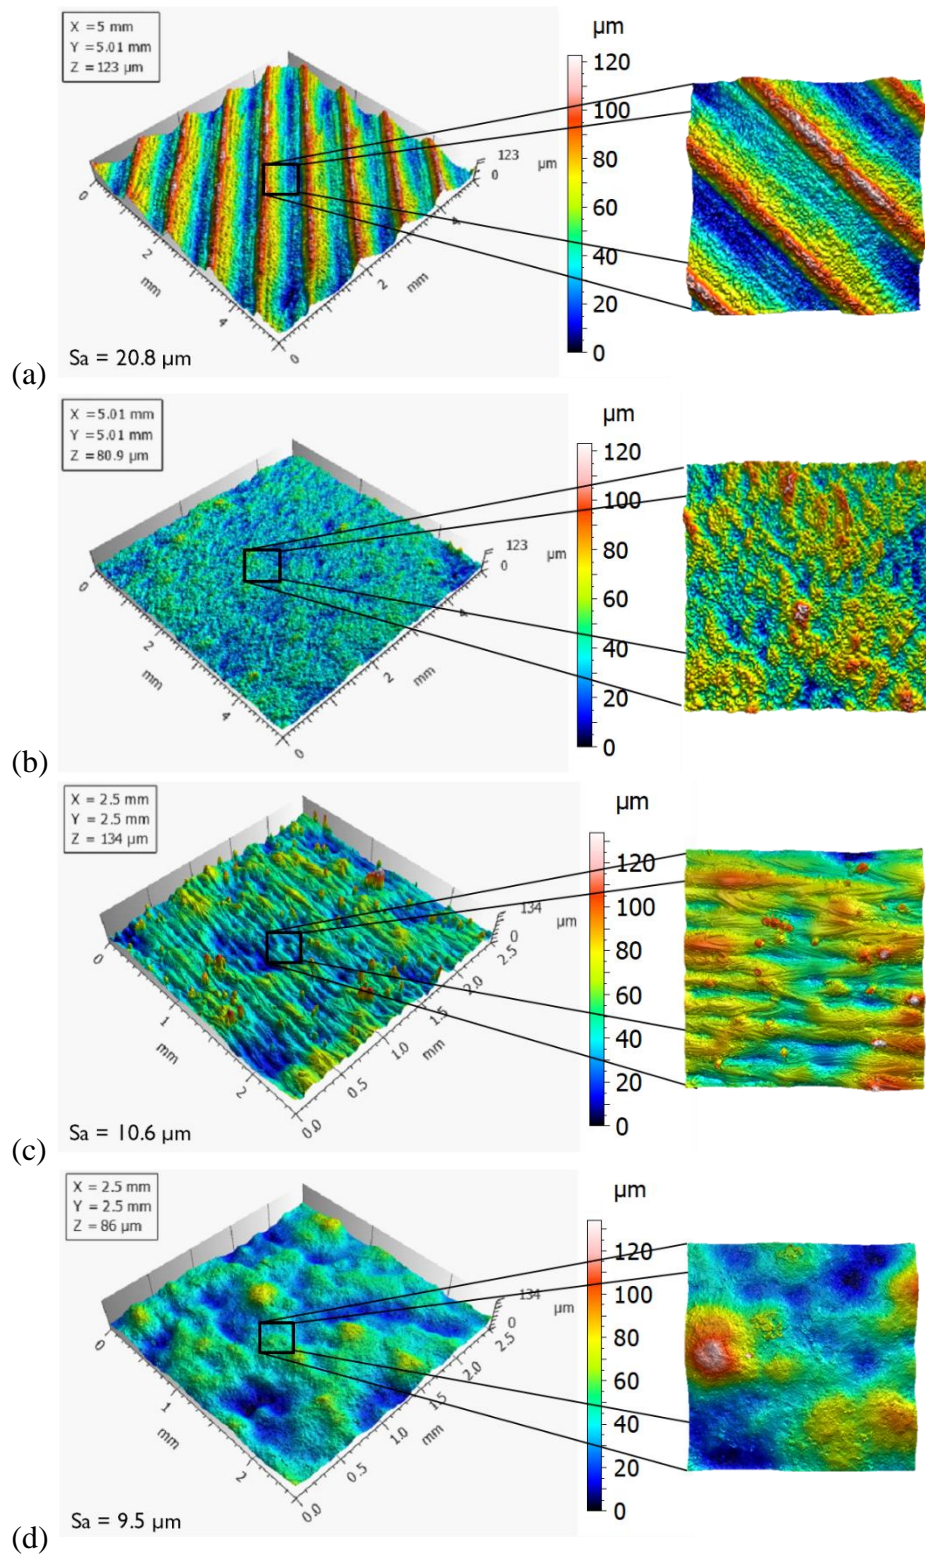 X = 5 mm
Y = 5.01 mm
Z = 123 µm
µm
120
100
80
60
40
20
0
123
µm
0
0
2
4
mm
0
2
4
mm
Sa = 20.8 µm
(a)
X = 5.01 mm
Y = 5.01 mm
Z = 80.9 µm
µm
120
100
80
60
40
20
0
123
µm
0
0
2
4
mm
0
2
4
mm
(b)
X = 2.5 mm
Y = 2.5 mm
Z = 134 µm
µm
120
100
80
60
40
20
0
134
µm
0
0
1
2
mm
0.0
0.5
1.0
1.5
2.0
2.5
mm
Sa = 10.6 µm
(c)
X = 2.5 mm
Y = 2.5 mm
Z = 86 µm
µm
120
100
80
60
40
20
0
134
µm
0
0
1
2
mm
0.0
0.5
1.0
1.5
2.0
2.5
mm
Sa = 9.5 µm
(d)